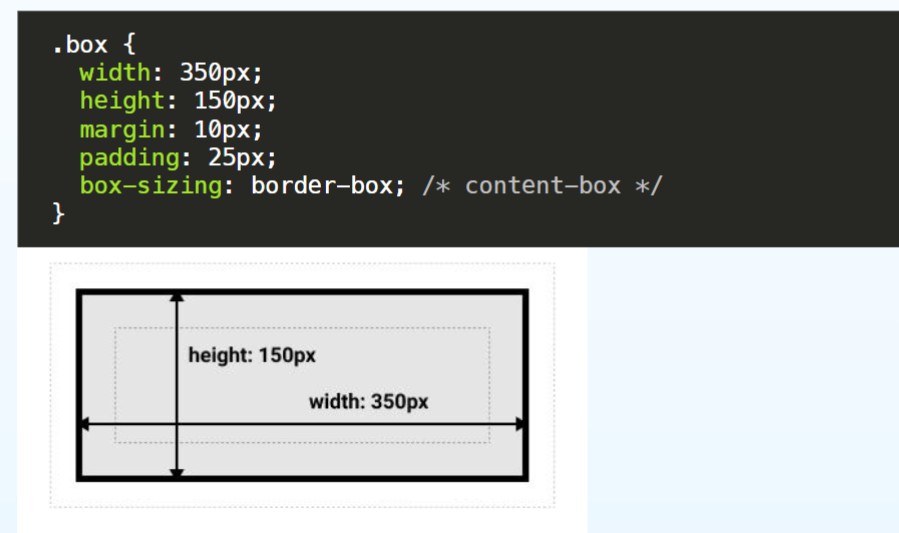 .box {
width: 350px;
height: 150px;
margin: 10px;
padding: 25px;
box-sizing: border-box; /* content-box */
}
height: 150px
width: 350px